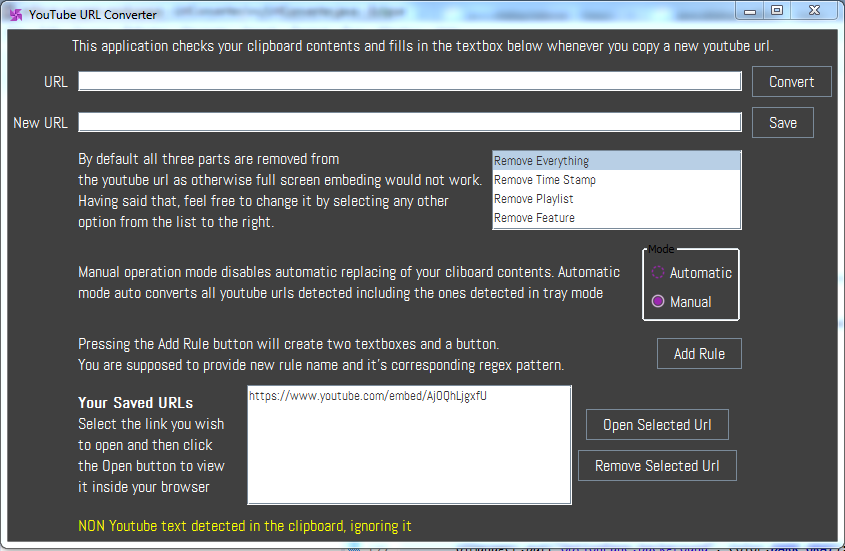 YouTube URL Converter
This application checks your clipboard contents and fills in the textbox below whenever you copy a new youtube url.
URL
Convert
New URL
Save
By default all three parts are removed from
the youtube url as otherwise full screen embeding would not work.
Having said that, feel free to change it by selecting any other
option from the list to the right.
Remove Everything
Remove Time Stamp
Remove Playlist
Remove Feature
Manual operation mode disables automatic replacing of your cliboard contents. Automatic
mode auto converts all youtube urls detected including the ones detected in tray mode
Mode
Automatic
Manual
Pressing the Add Rule button will create two textboxes and a button.
You are supposed to provide new rule name and it's corresponding regex pattern.
Add Rule
Your Saved URLs
Select the link you wish
to open and then click
the Open button to view
it inside your browser
https://www.youtube.com/embed/AjOQhLjgxfU
Open Selected Url
Remove Selected Url
NON Youtube text detected in the clipboard, ignoring it